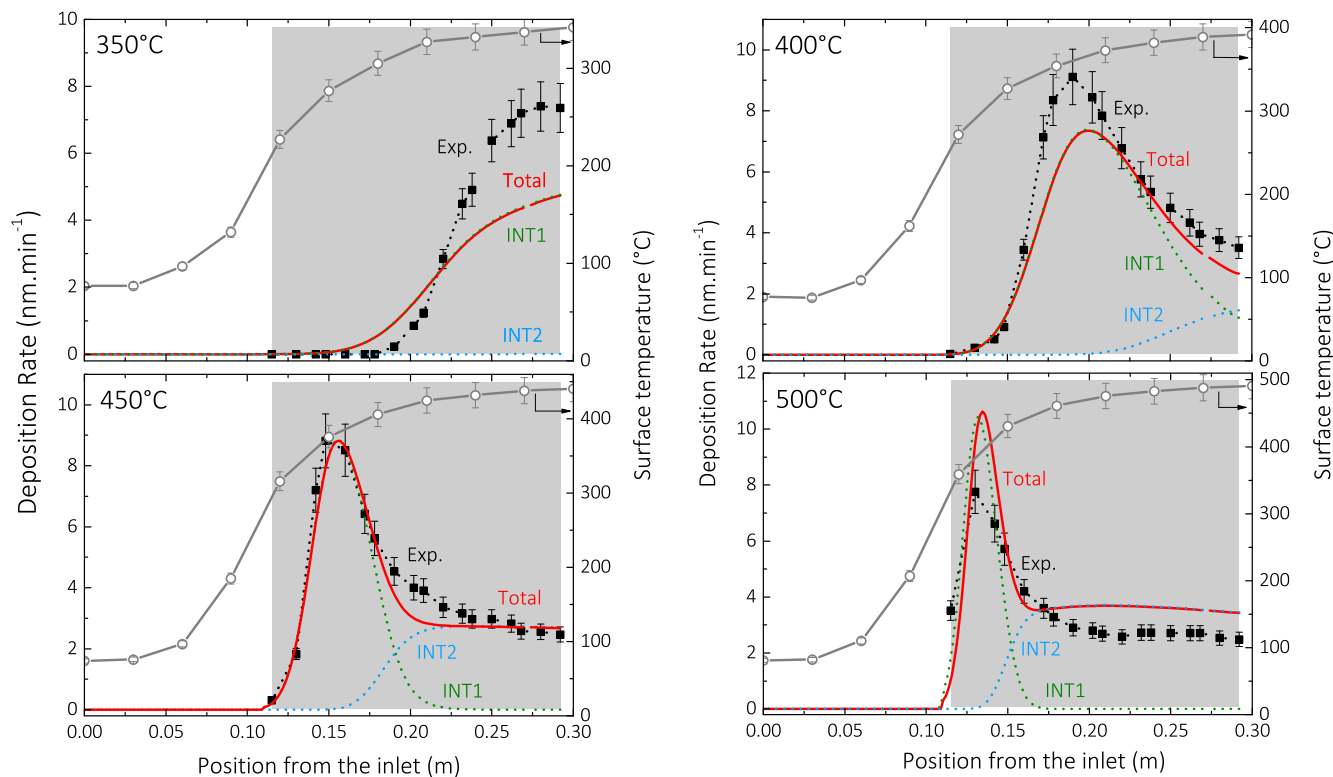 350°C
10
8
6
4
2
0
300
200
100
0
Exp.
Total
INT1
INT2
400°C
10
8
6
4
2
0
400
300
200
100
0
Exp.
Total
INT1
INT2
450°C
10
8
6
4
2
0
400
300
200
100
0
Exp.
Total
INT2
INT1
0.00 0.05 0.10 0.15 0.20 0.25 0.30
Position from the inlet (m)
Deposition Rate (nm.min⁻¹)
Surface temperature (°C)
500°C
12
10
8
6
4
2
0
500
400
300
200
100
0
Total
Exp.
INT2
INT1
0.00 0.05 0.10 0.15 0.20 0.25 0.30
Position from the inlet (m)
Deposition Rate (nm.min⁻¹)
Surface temperature (°C)